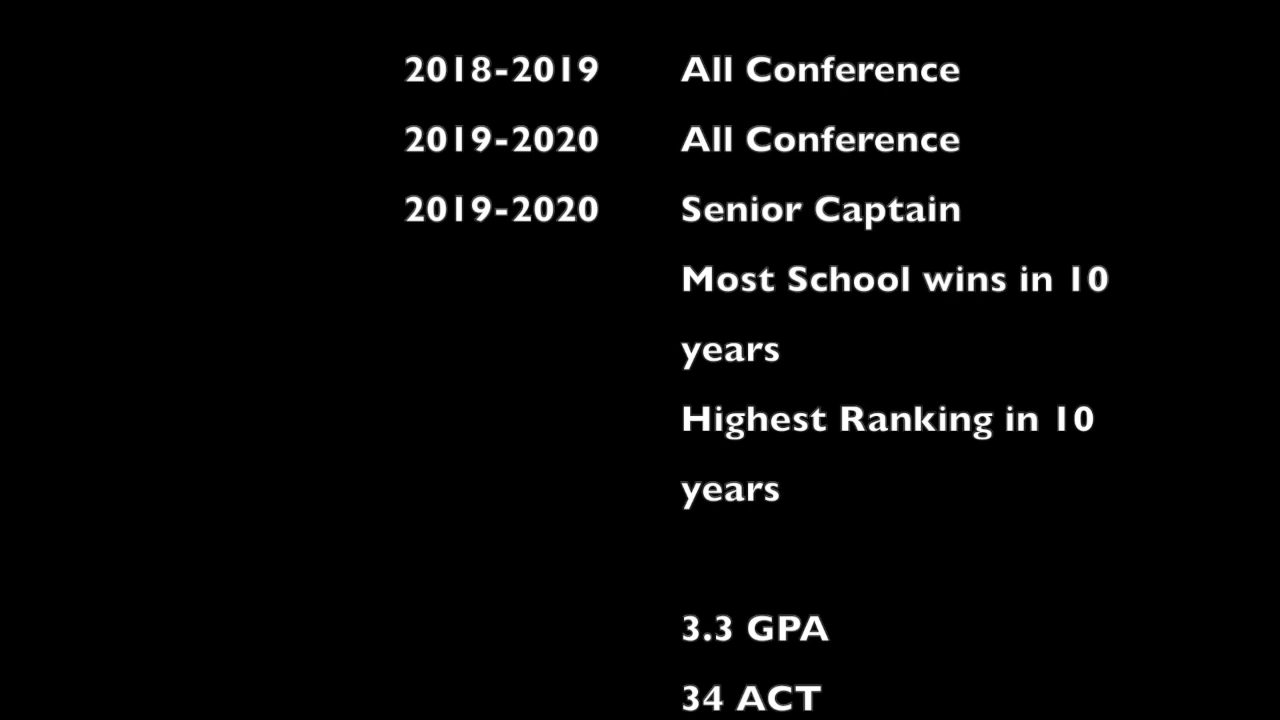 2018-2019 All Conference
2019-2020 All Conference
2019-2020 Senior Captain
Most School wins in 10
years
Highest Ranking in 10
years
3.3 GPA
34 ACT